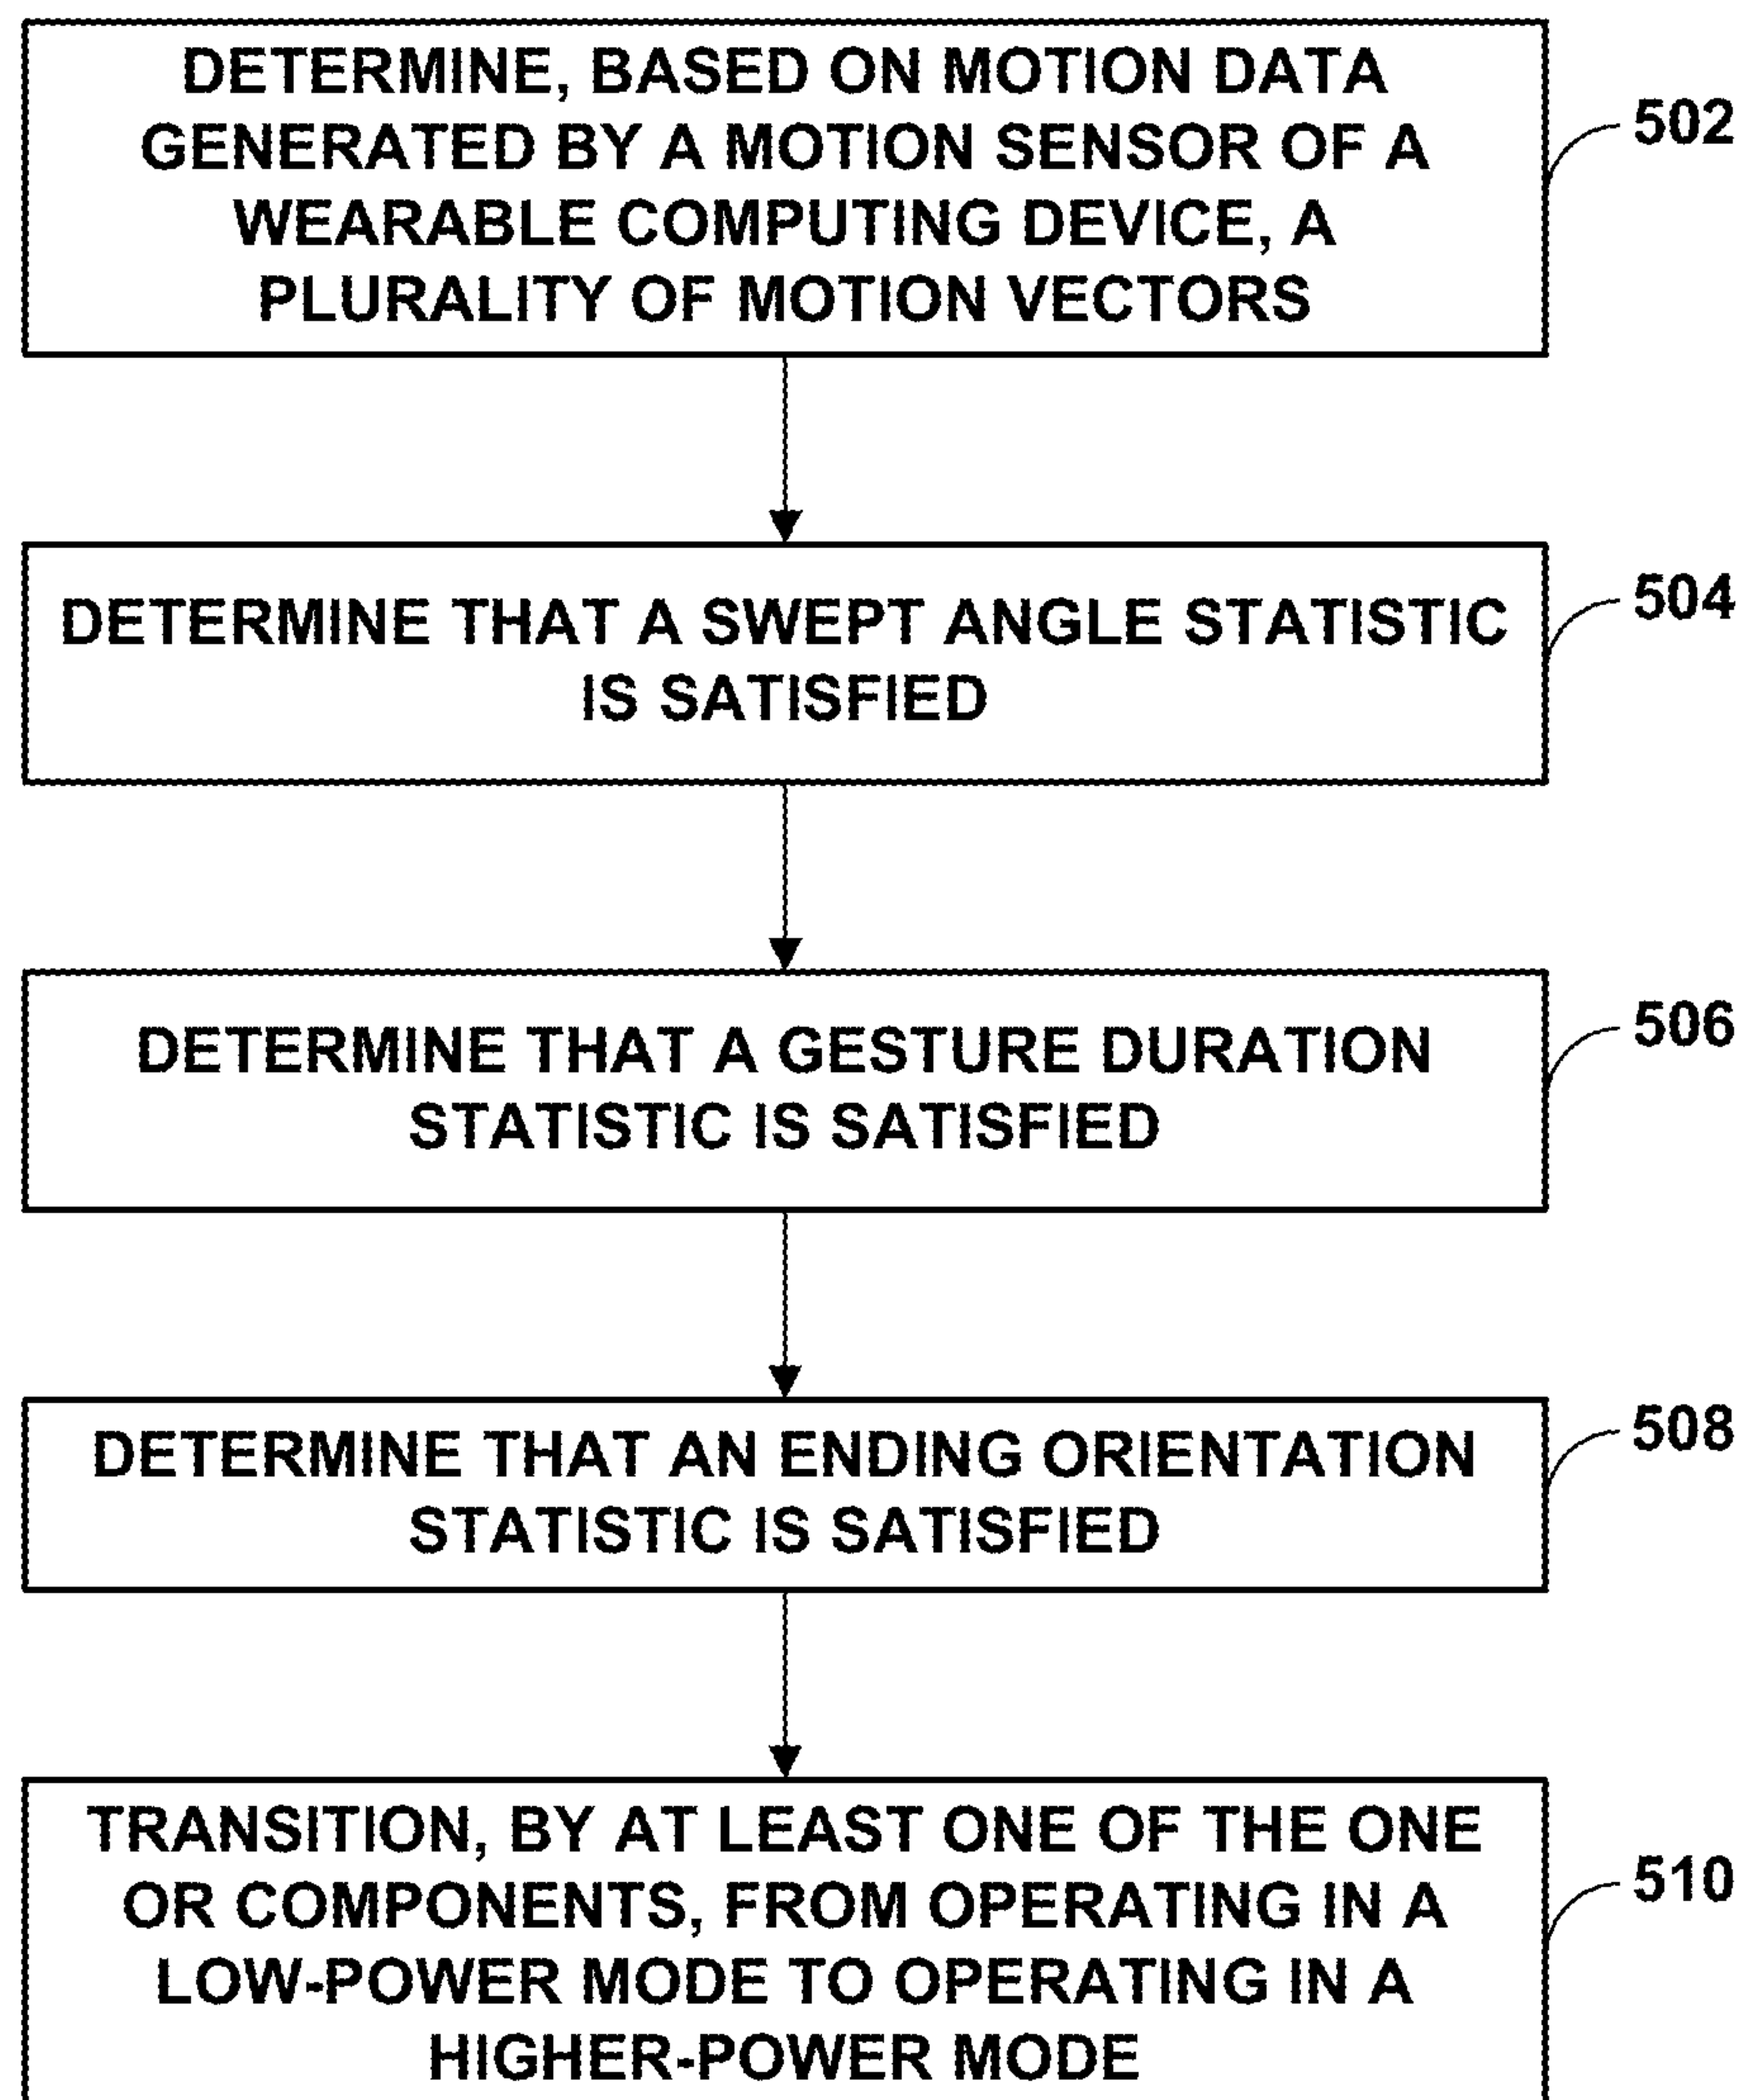 DETERMINE, BASED ON MOTION DATA
GENERATED BY A MOTION SENSOR OF A
WEARABLE COMPUTING DEVICE, A
PLURALITY OF MOTION VECTORS
502
DETERMINE THAT A SWEPT ANGLE STATISTIC
IS SATISFIED
504
DETERMINE THAT A GESTURE DURATION
STATISTIC IS SATISFIED
506
DETERMINE THAT AN ENDING ORIENTATION
STATISTIC IS SATISFIED
508
TRANSITION, BY AT LEAST ONE OF THE ONE
OR COMPONENTS, FROM OPERATING IN A
LOW-POWER MODE TO OPERATING IN A
HIGHER-POWER MODE
510